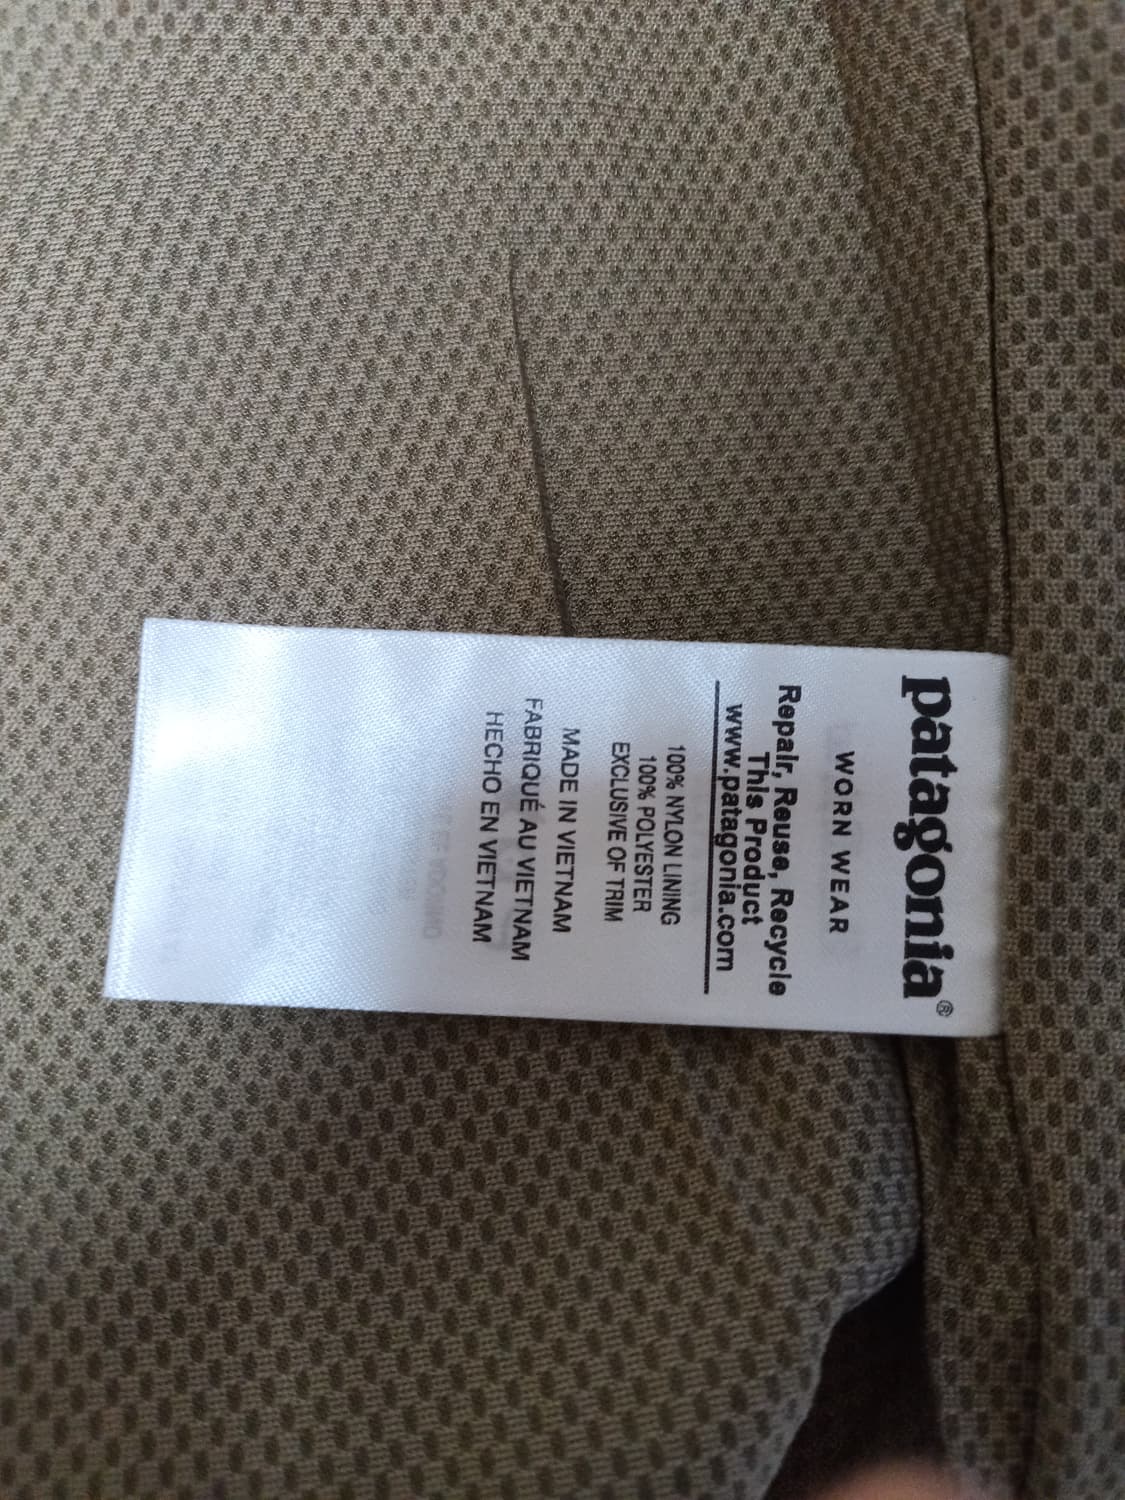 patagonia®
WORN WEAR
Repair, Reuse, Recycle
This Product
www.patagonia.com
100% NYLON LINING
100% POLYESTER
EXCLUSIVE OF TRIM
MADE IN VIETNAM
FABRIQUÉ AU VIETNAM
HECHO EN VIETNAM